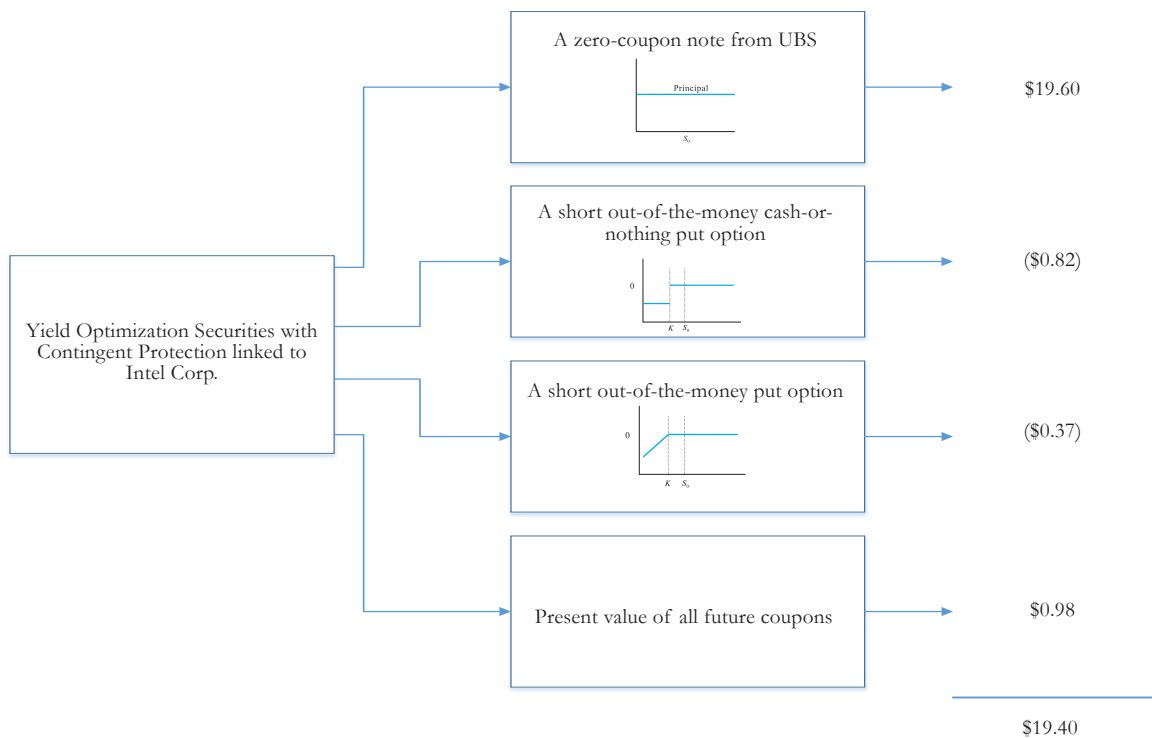 A zero-coupon note from UBS
Principal
S₀
$19.60
A short out-of-the-money cash-or-
nothing put option
0
K
S₀
($0.82)
Yield Optimization Securities with
Contingent Protection linked to
Intel Corp.
A short out-of-the-money put option
0
K
S₀
($0.37)
Present value of all future coupons
$0.98
$19.40